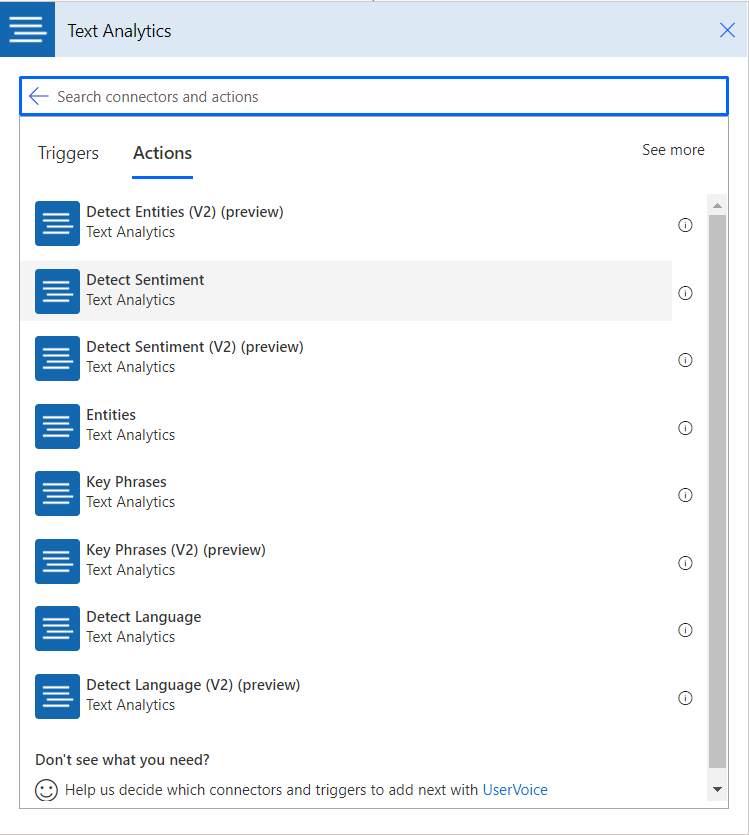 Text Analytics
Search connectors and actions
Triggers
Actions
See more
Detect Entities (V2) (preview)
Text Analytics
Detect Sentiment
Text Analytics
Detect Sentiment (V2) (preview)
Text Analytics
Entities
Text Analytics
Key Phrases
Text Analytics
Key Phrases (V2) (preview)
Text Analytics
Detect Language
Text Analytics
Detect Language (V2) (preview)
Text Analytics
Don't see what you need?
Help us decide which connectors and triggers to add next with UserVoice